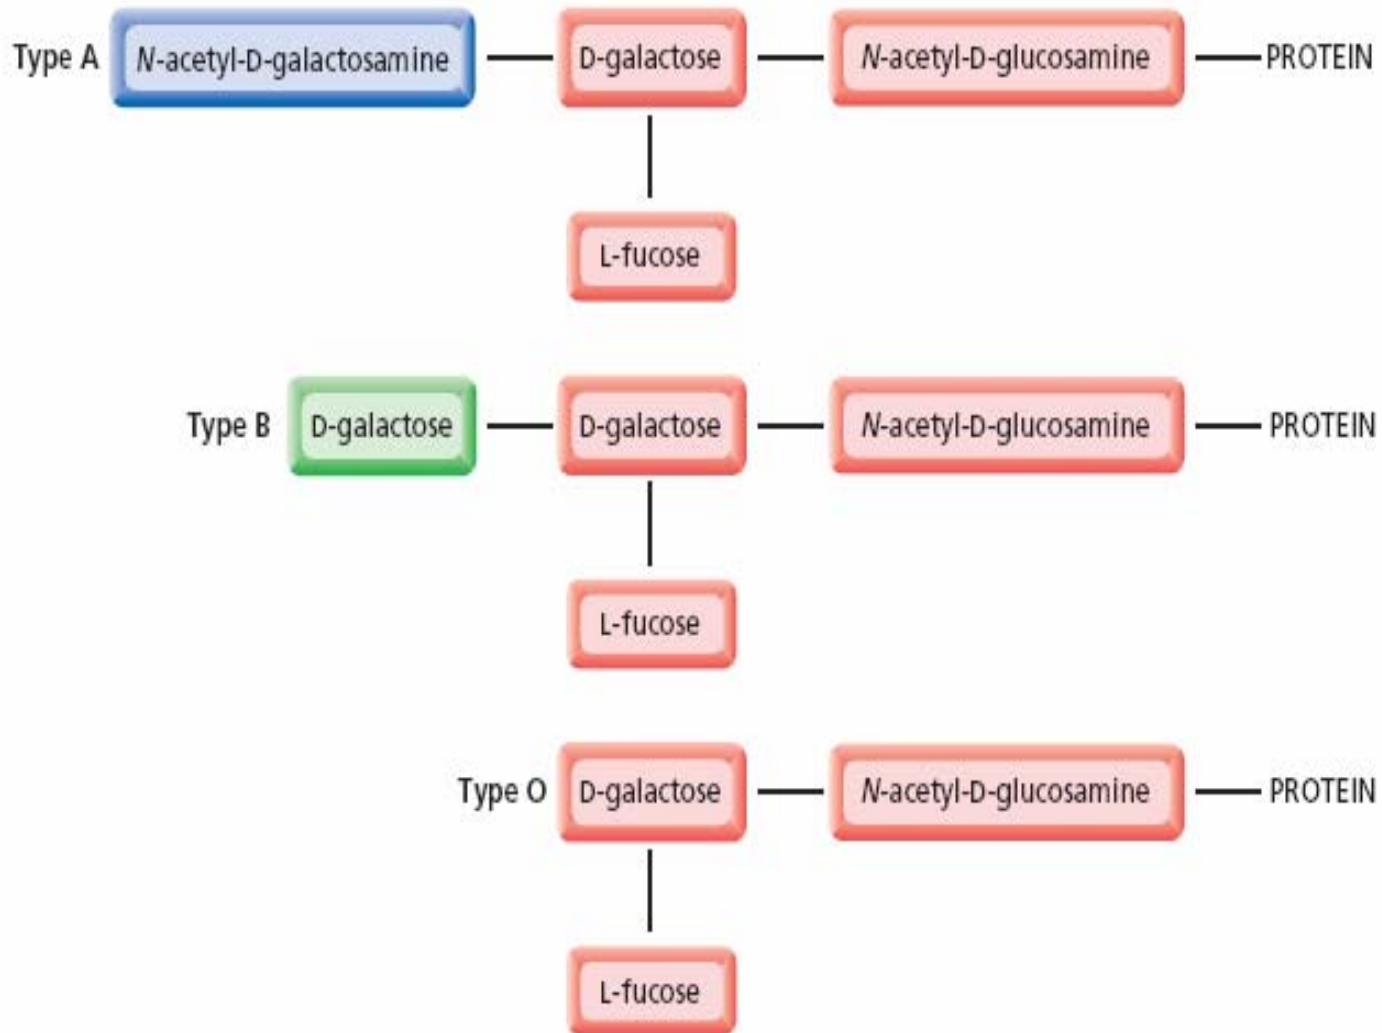 Type A N-acetyl-D-galactosamine D-galactose N-acetyl-D-glucosamine PROTEIN
L-fucose
Type B D-galactose D-galactose N-acetyl-D-glucosamine PROTEIN
L-fucose
Type O D-galactose N-acetyl-D-glucosamine PROTEIN
L-fucose